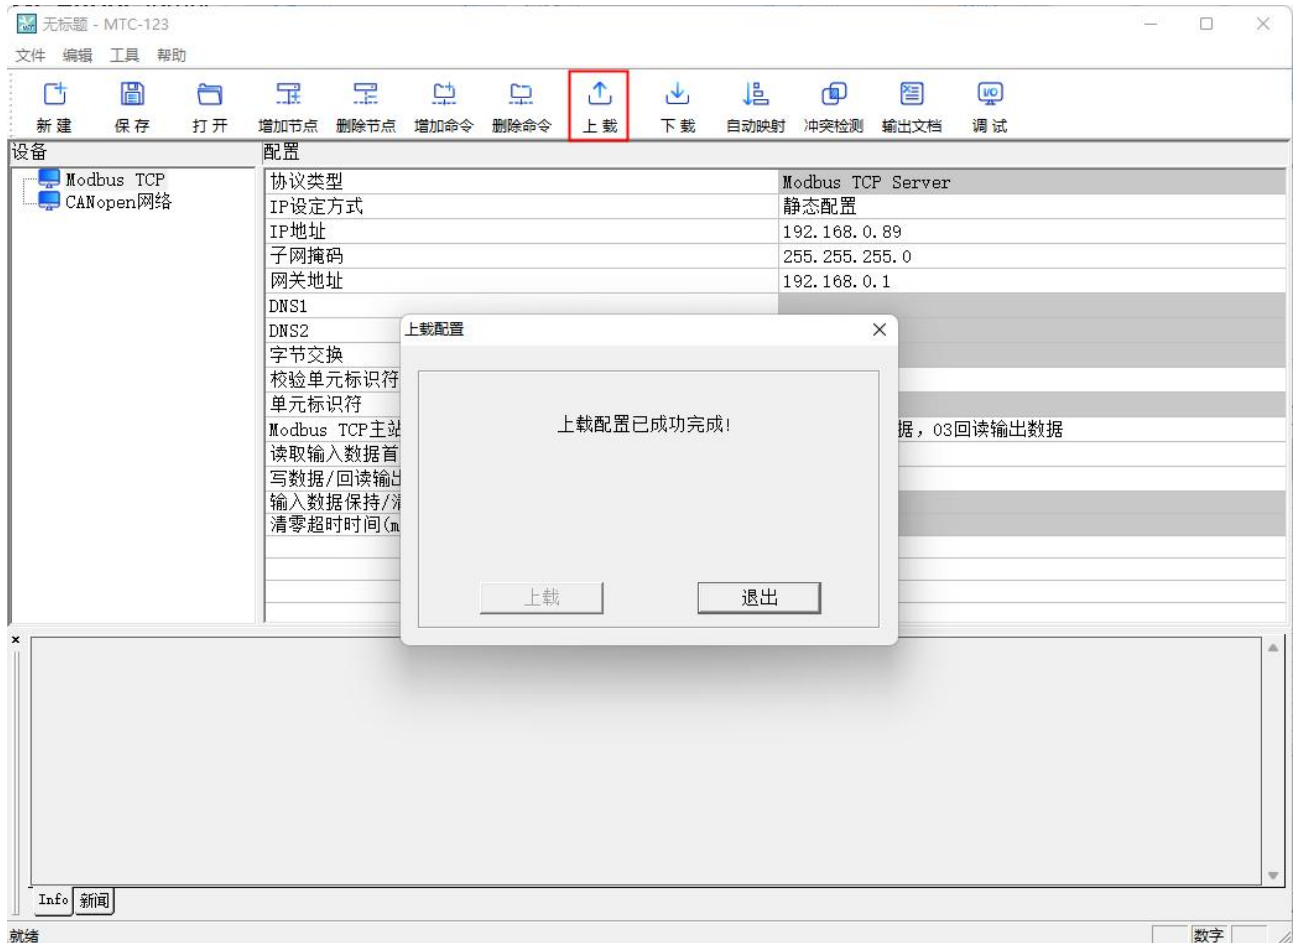 无标题 - MTC-123
文件 编辑 工具 帮助
新建 保存 打开 增加节点 删除节点 增加命令 删除命令 上载 下载 自动映射 冲突检测 输出文档 调试
设备 配置
Modbus TCP
CANopen网络
协议类型 Modbus TCP Server
IP设定方式 静态配置
IP地址 192.168.0.89
子网掩码 255.255.255.0
网关地址 192.168.0.1
DNS1
DNS2
字节交换
校验单元标识符
单元标识符
Modbus TCP主站 据，03回读输出数据
读取输入数据首
写数据/回读输出
输入数据保持/清
清零超时时间(m
上载配置
上载配置已成功完成!
上载 退出
Info 新闻
就绪 数字